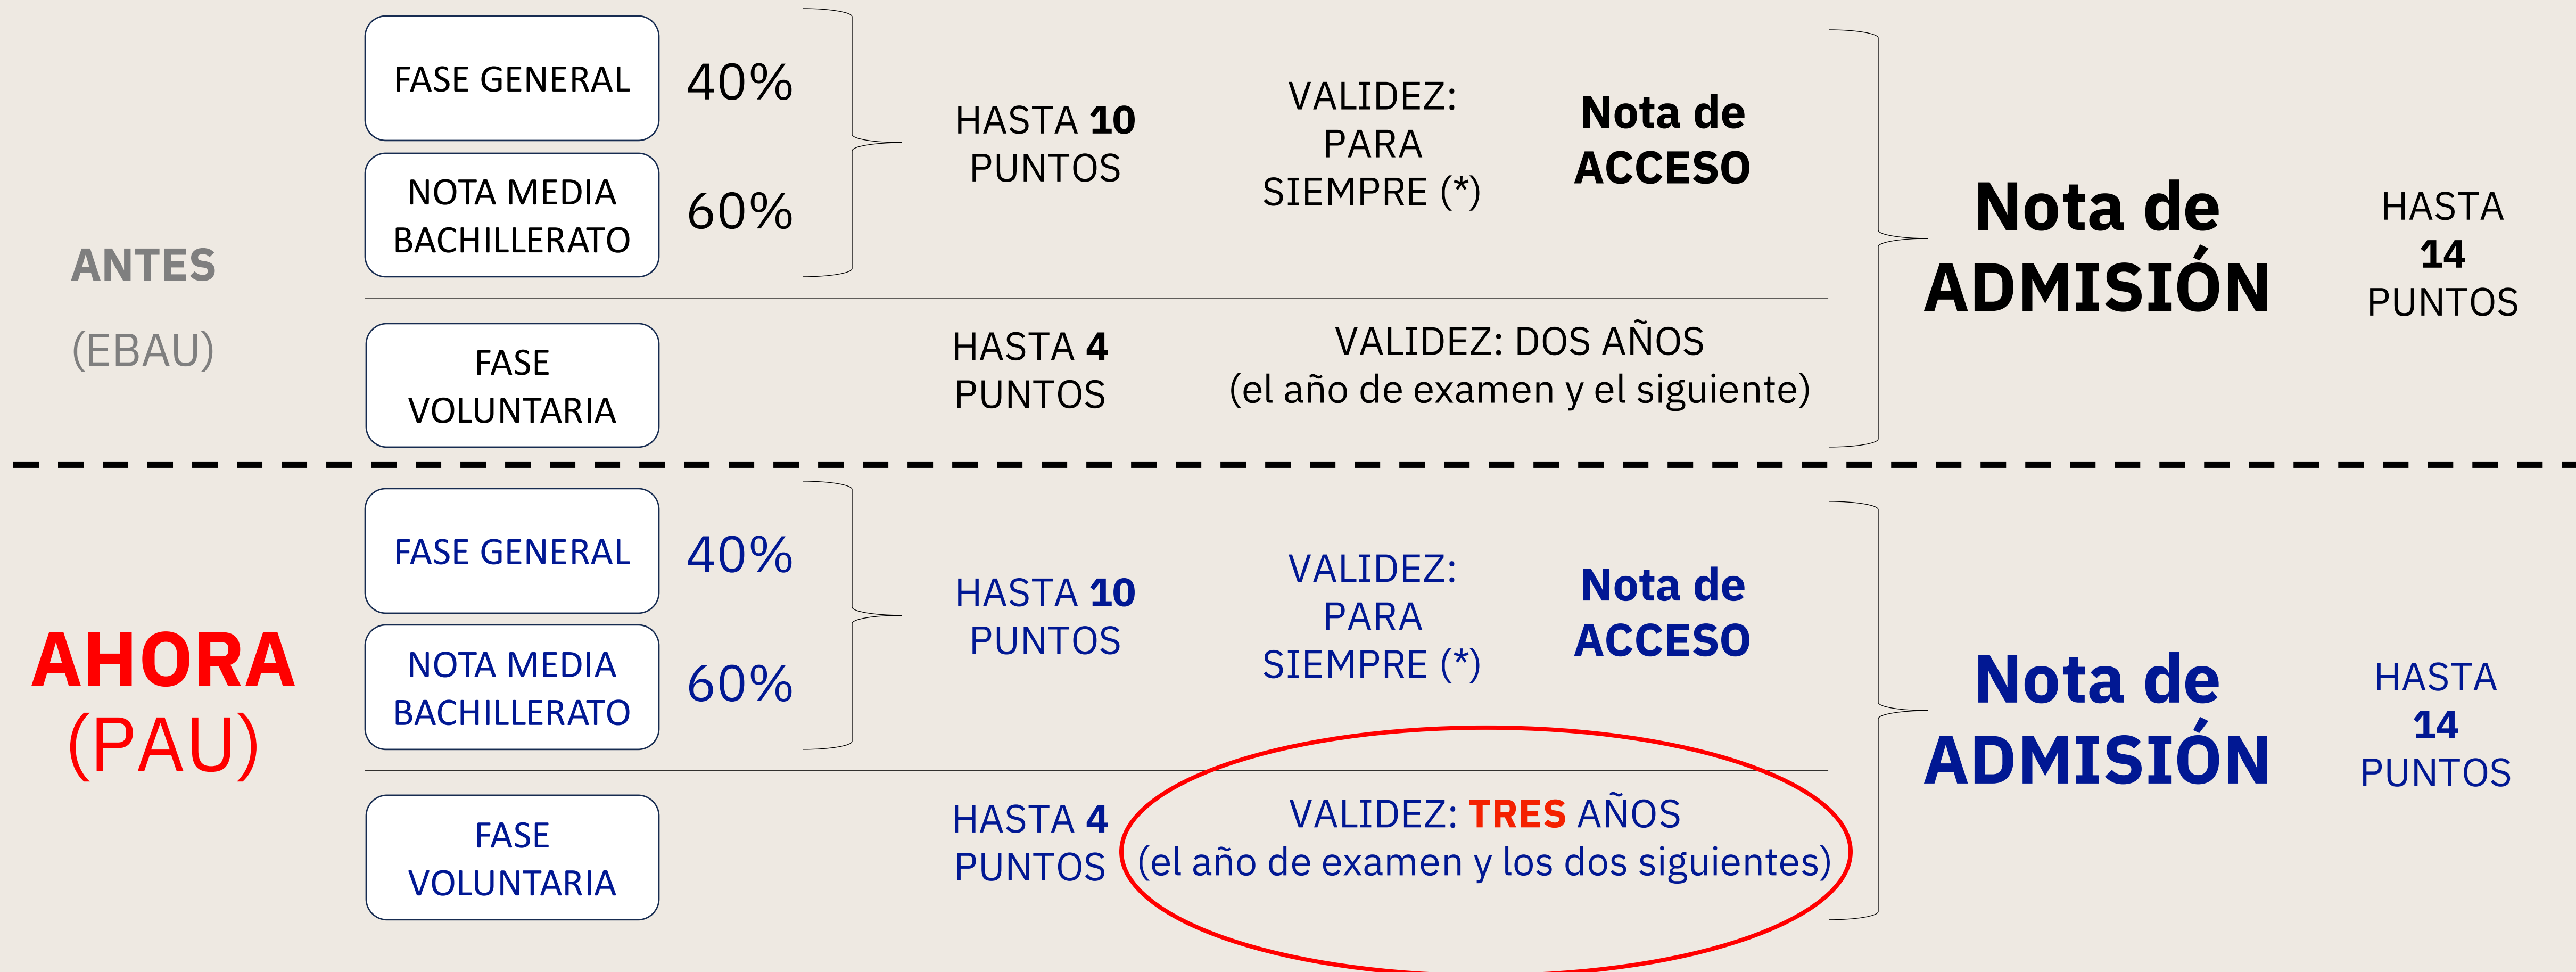 ANTES
(EBAU)
FASE GENERAL
40%
NOTA MEDIA
BACHILLERATO
60%
HASTA 10
PUNTOS
VALIDEZ:
PARA
SIEMPRE (*)
Nota de
ACCESO
FASE
VOLUNTARIA
HASTA 4
PUNTOS
VALIDEZ: DOS AÑOS
(el año de examen y el siguiente)
Nota de
ADMISIÓN
HASTA
14
PUNTOS
AHORA
(PAU)
FASE GENERAL
40%
NOTA MEDIA
BACHILLERATO
60%
HASTA 10
PUNTOS
VALIDEZ:
PARA
SIEMPRE (*)
Nota de
ACCESO
FASE
VOLUNTARIA
HASTA 4
PUNTOS
VALIDEZ: TRES AÑOS
(el año de examen y los dos siguientes)
Nota de
ADMISIÓN
HASTA
14
PUNTOS